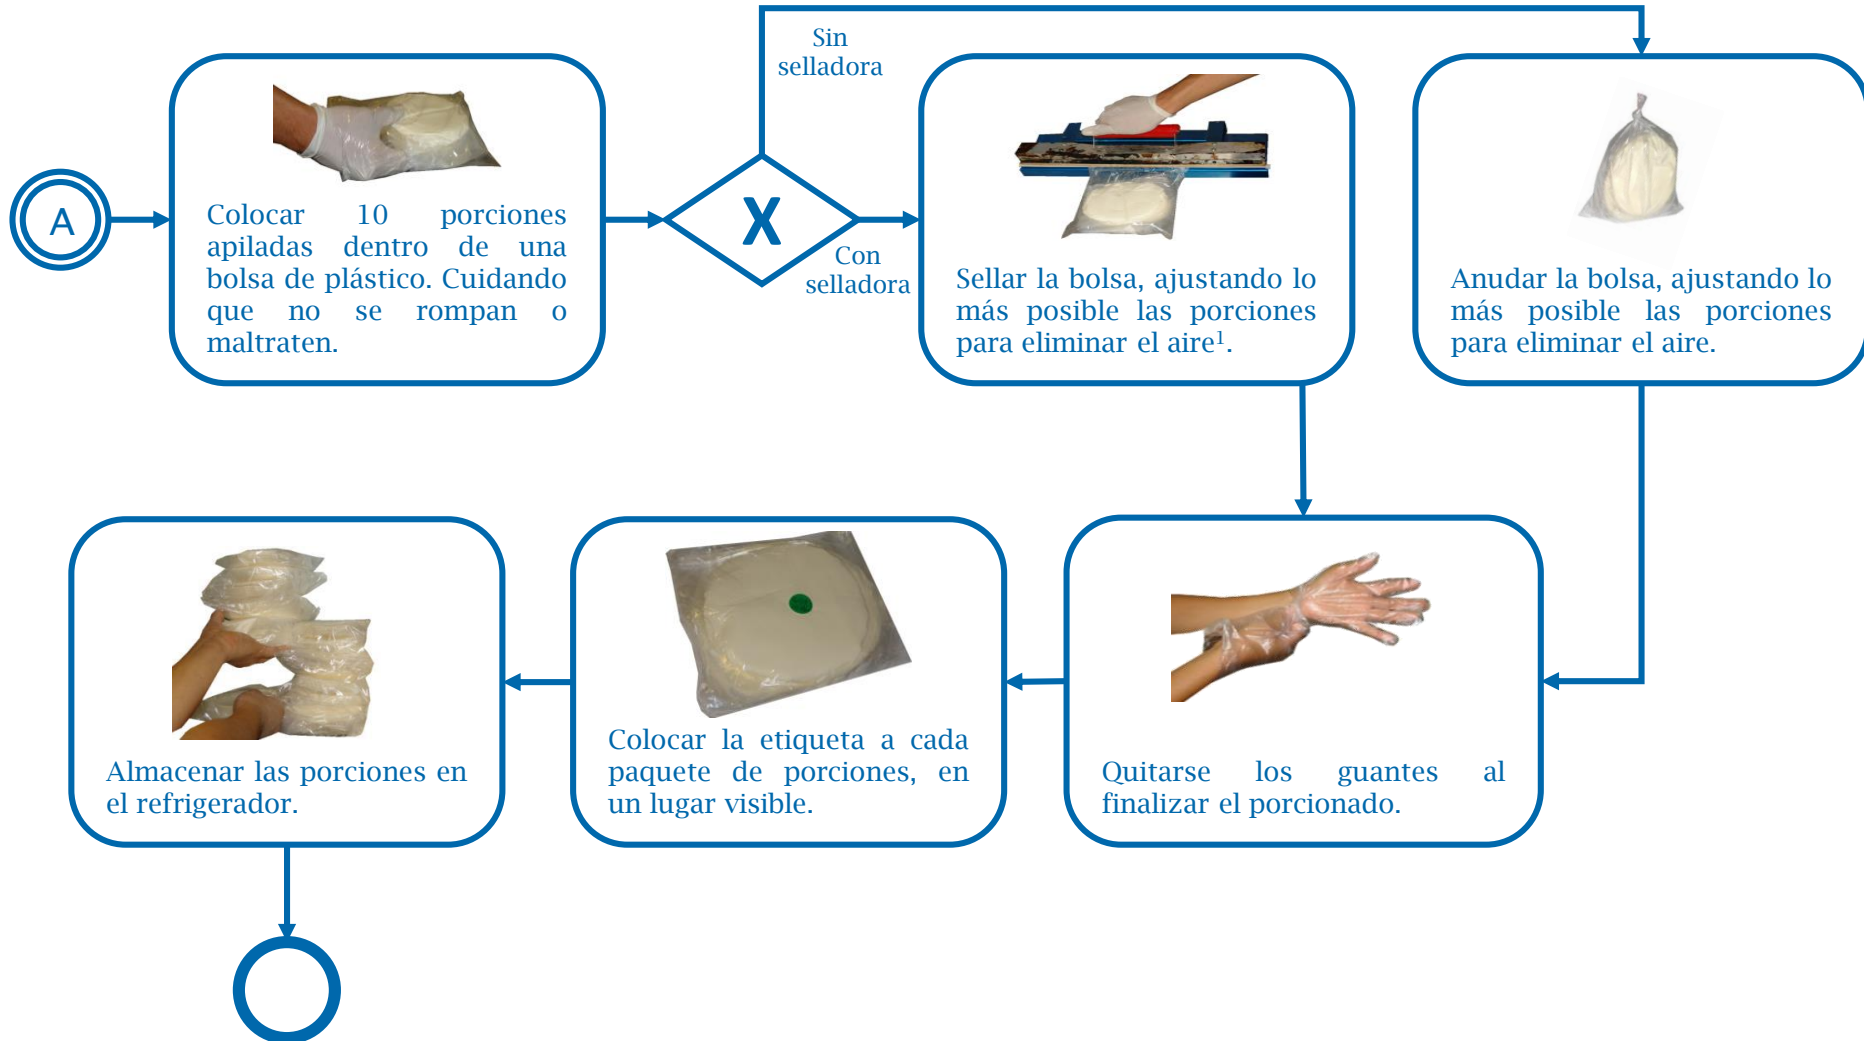 A
Colocar 10 porciones
apiladas dentro de una
bolsa de plástico. Cuidando
que no se rompan o
maltraten.
X
Sin
selladora
Con
selladora
Sellar la bolsa, ajustando lo
más posible las porciones
para eliminar el aire¹.
Anudar la bolsa, ajustando lo
más posible las porciones
para eliminar el aire.
Quitarse los guantes al
finalizar el porcionado.
Colocar la etiqueta a cada
paquete de porciones, en
un lugar visible.
Almacenar las porciones en
el refrigerador.